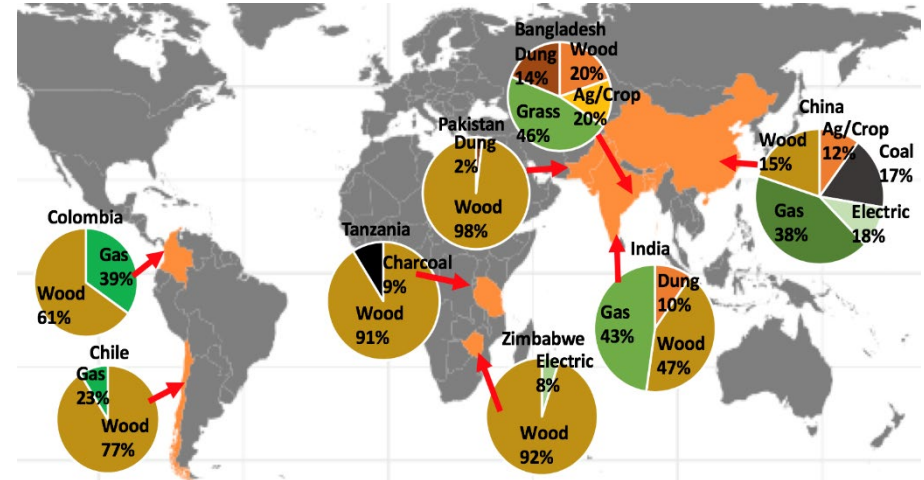 Bangladesh
Dung
14%
Wood
20%
Ag/Crop
20%
Grass
46%
Pakistan
Dung
2%
Wood
98%
China
Ag/Crop
12%
Wood
15%
Coal
17%
Gas
38%
Electric
18%
Colombia
Gas
39%
Wood
61%
Tanzania
Charcoal
9%
Wood
91%
India
Dung
10%
Gas
43%
Wood
47%
Zimbabwe
Electric
8%
Wood
92%
Chile
Gas
23%
Wood
77%